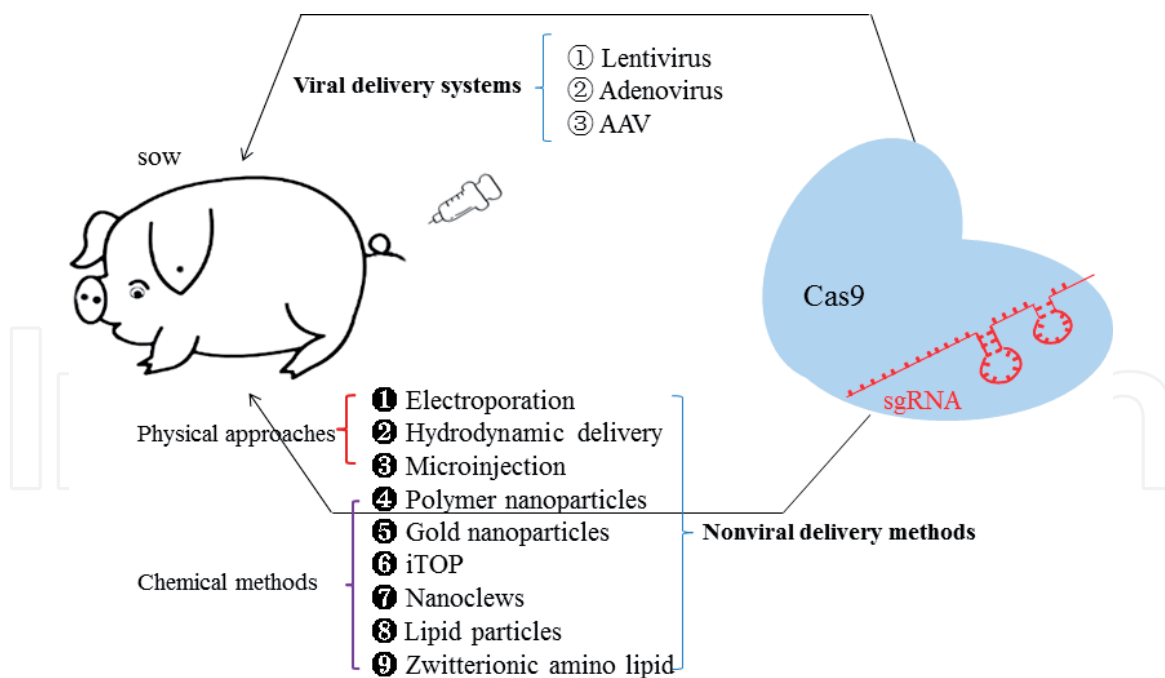 Viral delivery systems
① Lentivirus
② Adenovirus
③ AAV
sow
Cas9
sgRNA
Physical approaches
❶ Electroporation
❷ Hydrodynamic delivery
❸ Microinjection
❹ Polymer nanoparticles
❺ Gold nanoparticles
❻ iTOP
❼ Nanoclews
❽ Lipid particles
❾ Zwitterionic amino lipid
Chemical methods
Nonviral delivery methods